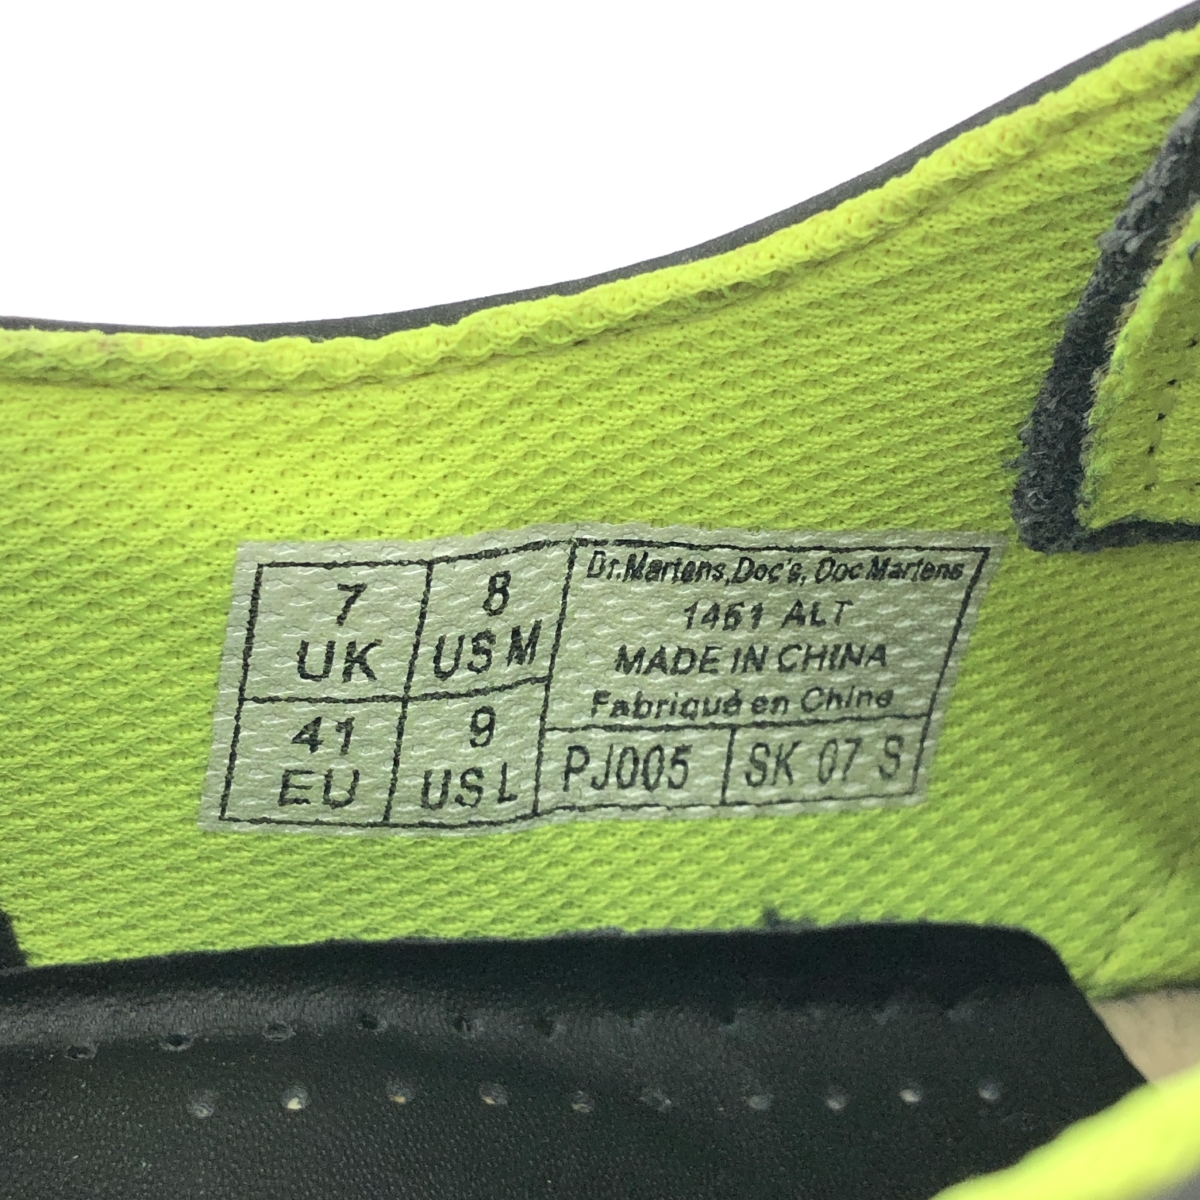 7
UK
8
US M
41
EU
9
US L
Dr.Martens,Doc's, Doc Martens
1461 ALT
MADE IN CHINA
Fabriqué en Chine
PJ005
SK 07 S